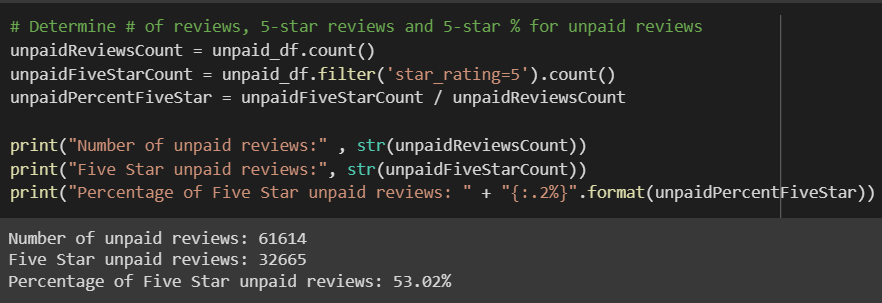 # Determine # of reviews, 5-star reviews and 5-star % for unpaid reviews
unpaidReviewsCount = unpaid_df.count()
unpaidFiveStarCount = unpaid_df.filter('star_rating=5').count()
unpaidPercentFiveStar = unpaidFiveStarCount / unpaidReviewsCount
print("Number of unpaid reviews:" , str(unpaidReviewsCount))
print("Five Star unpaid reviews:", str(unpaidFiveStarCount))
print("Percentage of Five Star unpaid reviews: " + "{:.2%}".format(unpaidPercentFiveStar))
Number of unpaid reviews: 61614
Five Star unpaid reviews: 32665
Percentage of Five Star unpaid reviews: 53.02%